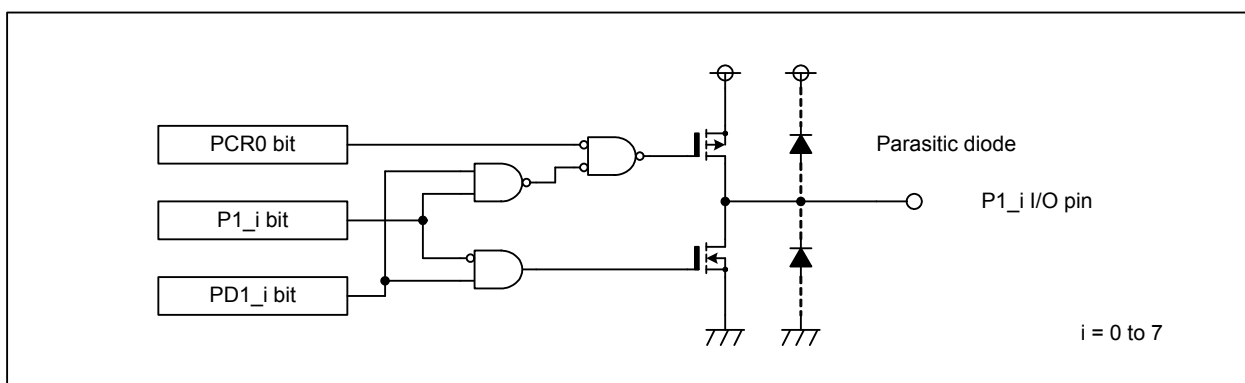 PCR0 bit
P1_i bit
PD1_i bit
Parasitic diode
P1_i I/O pin
i = 0 to 7